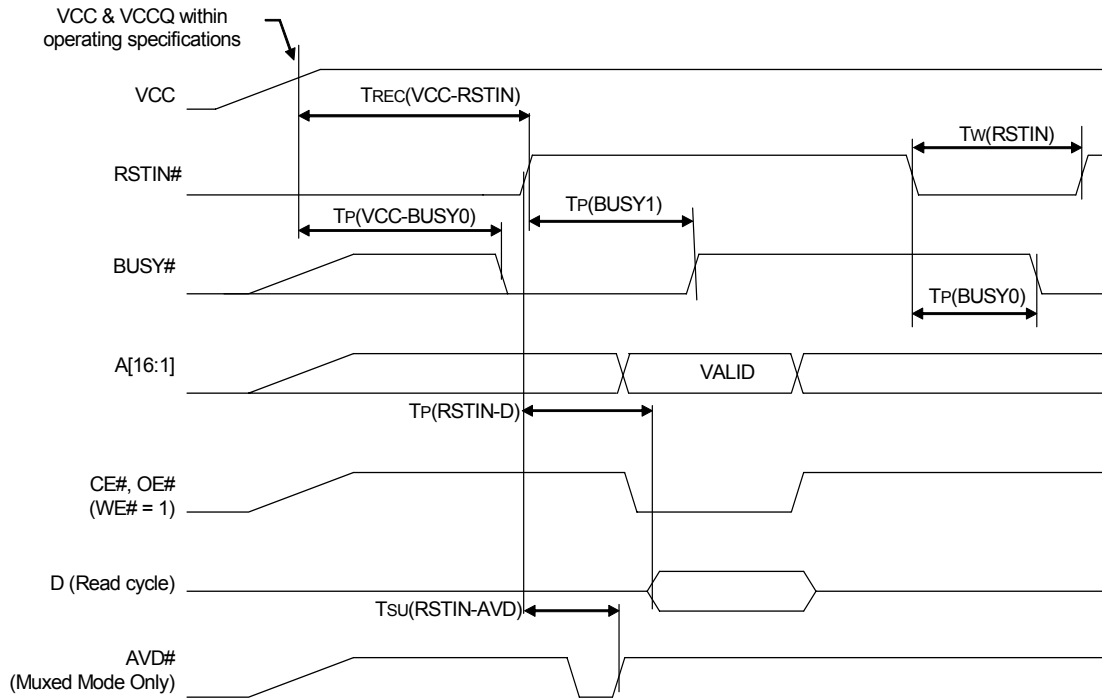 VCC & VCCQ within
operating specifications
VCC
TREC(VCC-RSTIN)
TW(RSTIN)
RSTIN#
TP(VCC-BUSY0)
TP(BUSY1)
BUSY#
TP(BUSY0)
A[16:1]
VALID
TP(RSTIN-D)
CE#, OE#
(WE# = 1)
D (Read cycle)
TSU(RSTIN-AVD)
AVD#
(Muxed Mode Only)